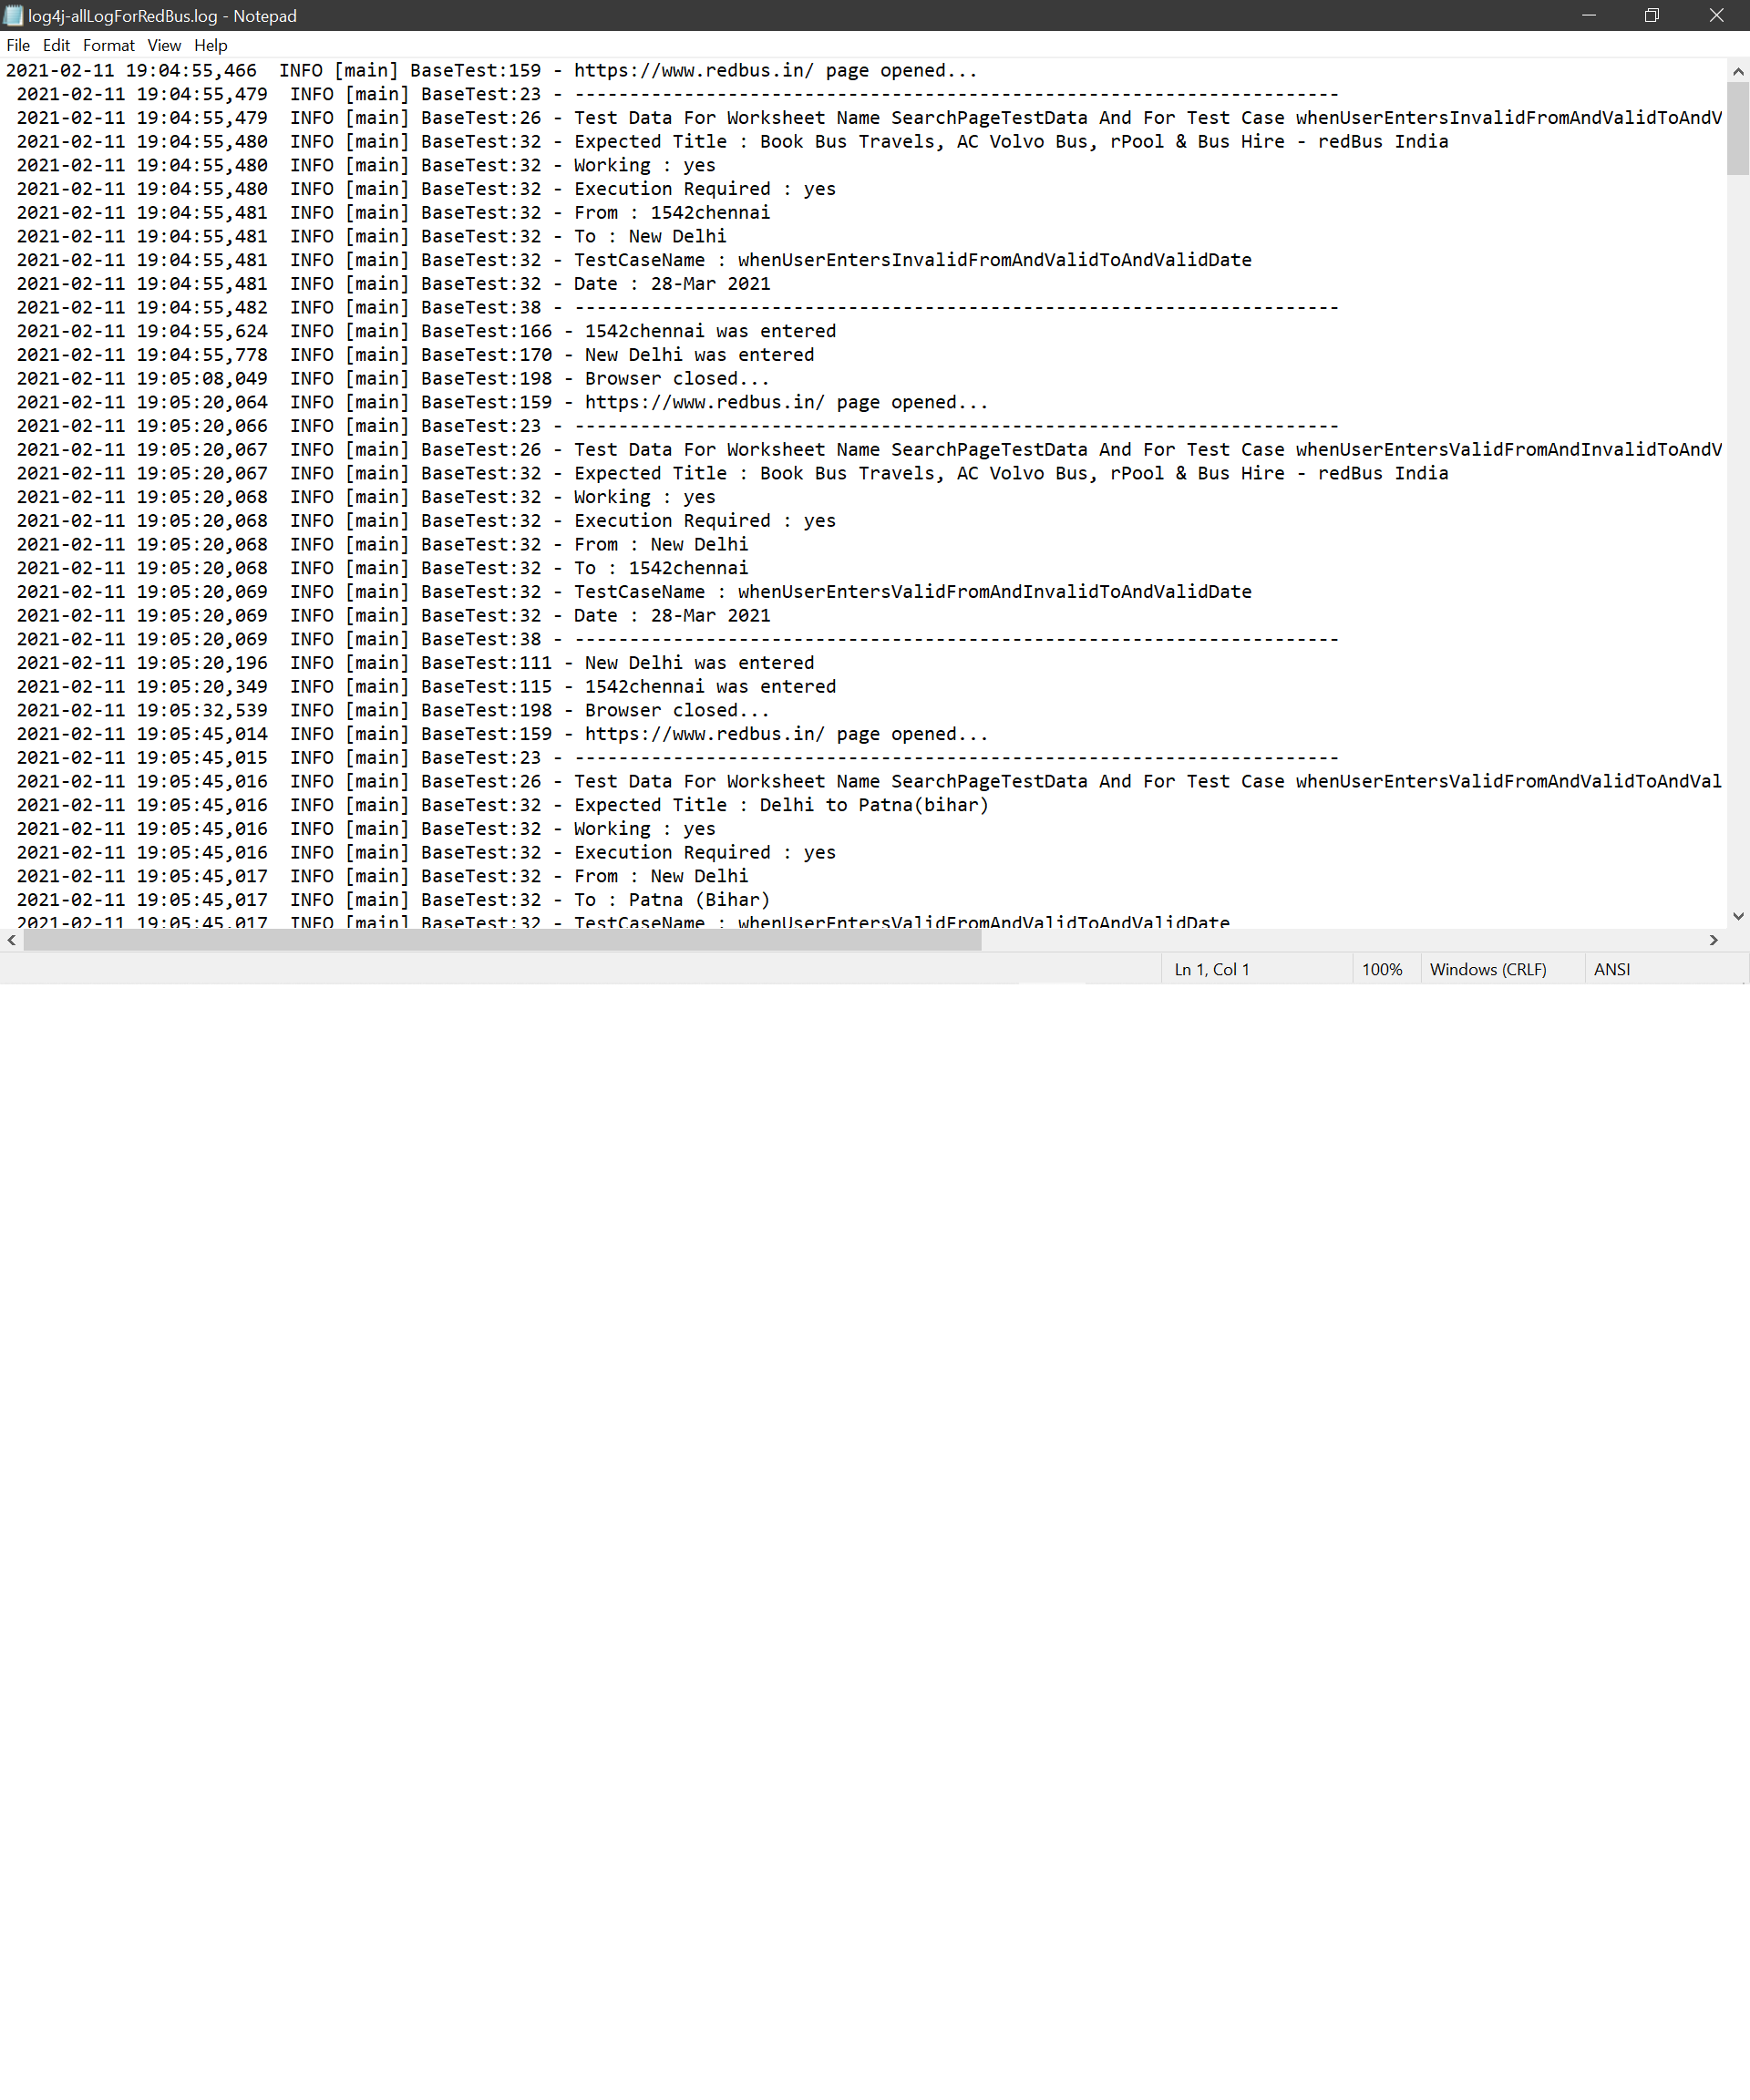 log4j-allLogForRedBus.log - Notepad
File Edit Format View Help
2021-02-11 19:04:55,466  INFO [main] BaseTest:159 - https://www.redbus.in/ page opened...
 2021-02-11 19:04:55,479  INFO [main] BaseTest:23 - ----------------------------------------------------------------------
 2021-02-11 19:04:55,479  INFO [main] BaseTest:26 - Test Data For Worksheet Name SearchPageTestData And For Test Case whenUserEntersInvalidFromAndValidToAndV
 2021-02-11 19:04:55,480  INFO [main] BaseTest:32 - Expected Title : Book Bus Travels, AC Volvo Bus, rPool & Bus Hire - redBus India
 2021-02-11 19:04:55,480  INFO [main] BaseTest:32 - Working : yes
 2021-02-11 19:04:55,480  INFO [main] BaseTest:32 - Execution Required : yes
 2021-02-11 19:04:55,481  INFO [main] BaseTest:32 - From : 1542chennai
 2021-02-11 19:04:55,481  INFO [main] BaseTest:32 - To : New Delhi
 2021-02-11 19:04:55,481  INFO [main] BaseTest:32 - TestCaseName : whenUserEntersInvalidFromAndValidToAndValidDate
 2021-02-11 19:04:55,481  INFO [main] BaseTest:32 - Date : 28-Mar 2021
 2021-02-11 19:04:55,482  INFO [main] BaseTest:38 - ----------------------------------------------------------------------
 2021-02-11 19:04:55,624  INFO [main] BaseTest:166 - 1542chennai was entered
 2021-02-11 19:04:55,778  INFO [main] BaseTest:170 - New Delhi was entered
 2021-02-11 19:05:08,049  INFO [main] BaseTest:198 - Browser closed...
 2021-02-11 19:05:20,064  INFO [main] BaseTest:159 - https://www.redbus.in/ page opened...
 2021-02-11 19:05:20,066  INFO [main] BaseTest:23 - ----------------------------------------------------------------------
 2021-02-11 19:05:20,067  INFO [main] BaseTest:26 - Test Data For Worksheet Name SearchPageTestData And For Test Case whenUserEntersValidFromAndInvalidToAndV
 2021-02-11 19:05:20,067  INFO [main] BaseTest:32 - Expected Title : Book Bus Travels, AC Volvo Bus, rPool & Bus Hire - redBus India
 2021-02-11 19:05:20,068  INFO [main] BaseTest:32 - Working : yes
 2021-02-11 19:05:20,068  INFO [main] BaseTest:32 - Execution Required : yes
 2021-02-11 19:05:20,068  INFO [main] BaseTest:32 - From : New Delhi
 2021-02-11 19:05:20,068  INFO [main] BaseTest:32 - To : 1542chennai
 2021-02-11 19:05:20,069  INFO [main] BaseTest:32 - TestCaseName : whenUserEntersValidFromAndInvalidToAndValidDate
 2021-02-11 19:05:20,069  INFO [main] BaseTest:32 - Date : 28-Mar 2021
 2021-02-11 19:05:20,069  INFO [main] BaseTest:38 - ----------------------------------------------------------------------
 2021-02-11 19:05:20,196  INFO [main] BaseTest:111 - New Delhi was entered
 2021-02-11 19:05:20,349  INFO [main] BaseTest:115 - 1542chennai was entered
 2021-02-11 19:05:32,539  INFO [main] BaseTest:198 - Browser closed...
 2021-02-11 19:05:45,014  INFO [main] BaseTest:159 - https://www.redbus.in/ page opened...
 2021-02-11 19:05:45,015  INFO [main] BaseTest:23 - ----------------------------------------------------------------------
 2021-02-11 19:05:45,016  INFO [main] BaseTest:26 - Test Data For Worksheet Name SearchPageTestData And For Test Case whenUserEntersValidFromAndValidToAndVal
 2021-02-11 19:05:45,016  INFO [main] BaseTest:32 - Expected Title : Delhi to Patna(bihar)
 2021-02-11 19:05:45,016  INFO [main] BaseTest:32 - Working : yes
 2021-02-11 19:05:45,016  INFO [main] BaseTest:32 - Execution Required : yes
 2021-02-11 19:05:45,017  INFO [main] BaseTest:32 - From : New Delhi
 2021-02-11 19:05:45,017  INFO [main] BaseTest:32 - To : Patna (Bihar)
 2021-02-11 19:05:45,017  INFO [main] BaseTest:32 - TestCaseName : whenUserEntersValidFromAndValidToAndValidDate
Ln 1, Col 1 100% Windows (CRLF) ANSI